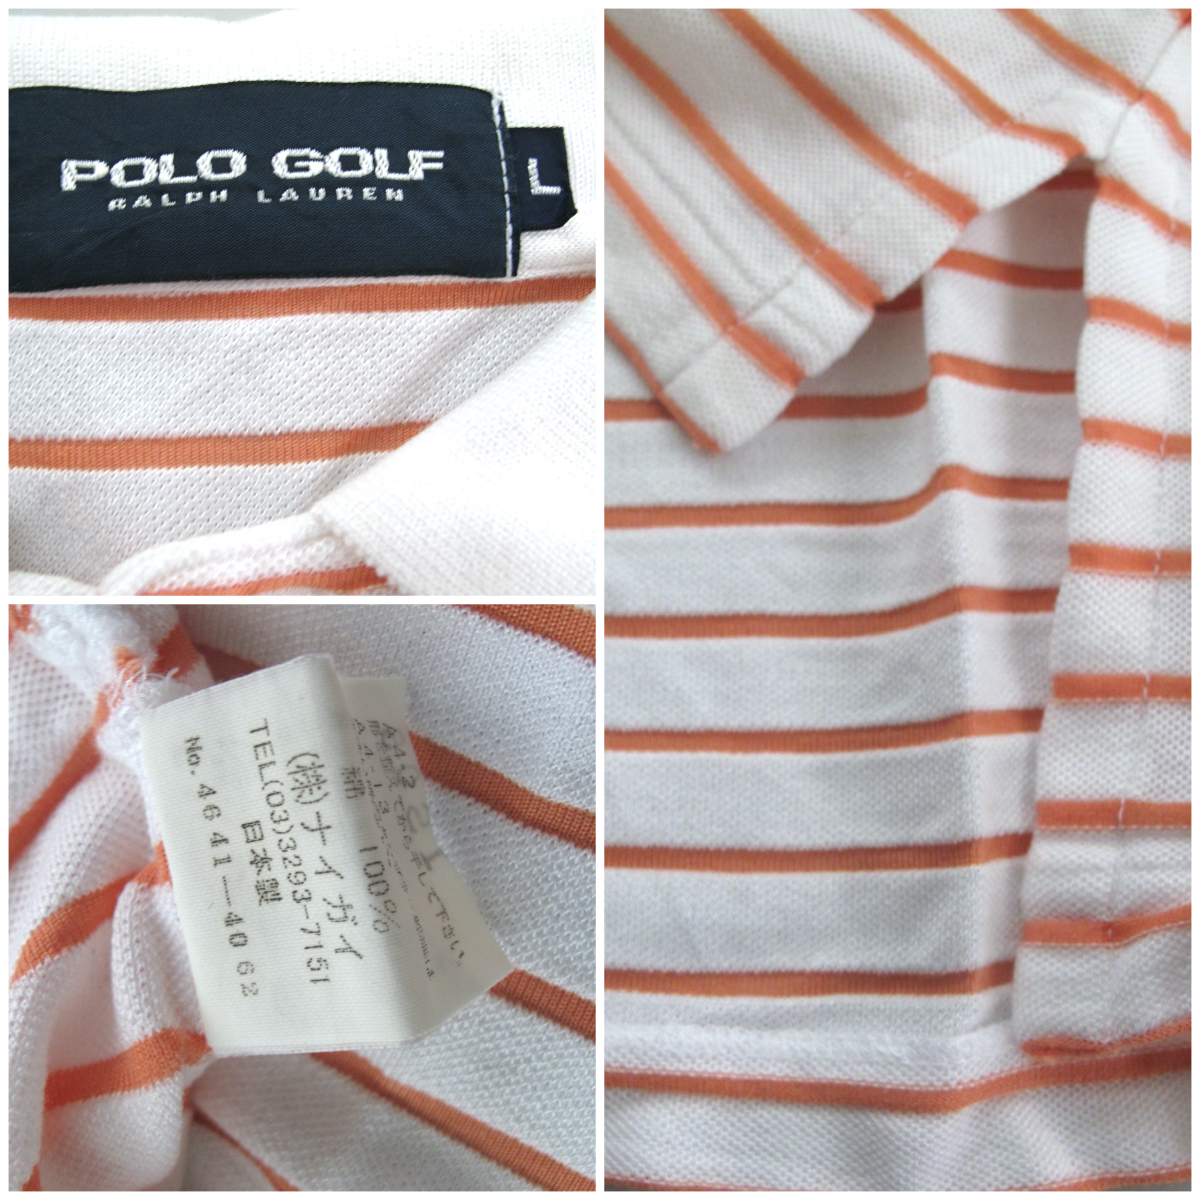 POLO GOLF
RALPH LAUREN
L
綿 100%
(株)ナイガイ
TEL(03)3293-7151
日本製
No.4641—4062